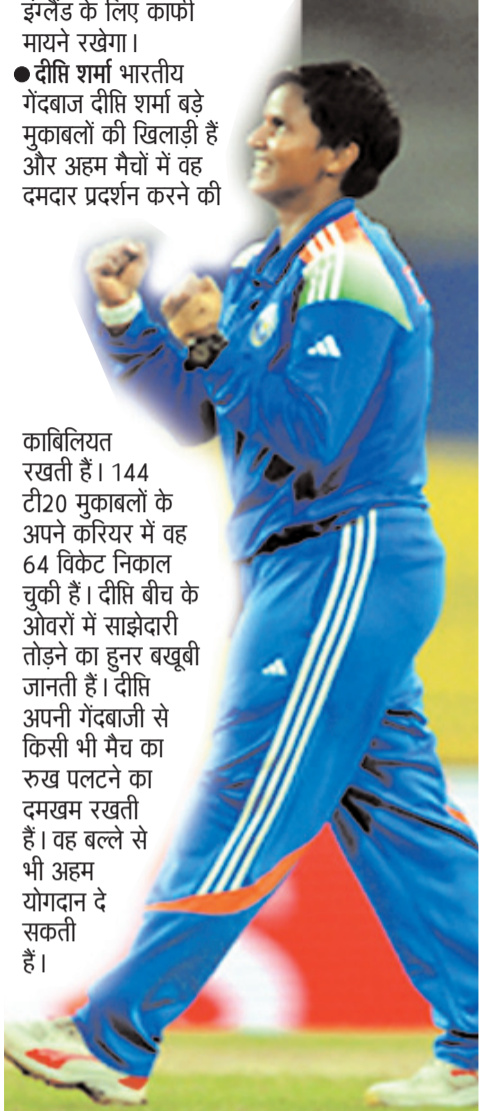 इंग्लैंड के लिए काफी
मायने रखेगा।
● दीप्ति शर्मा भारतीय
गेंदबाज दीप्ति शर्मा बड़े
मुकाबलों की खिलाड़ी हैं
और अहम मैचों में वह
दमदार प्रदर्शन करने की
काबिलियत
रखती हैं। 144
टी20 मुकाबलों के
अपने करियर में वह
64 विकेट निकाल
चुकी हैं। दीप्ति बीच के
ओवरों में साझेदारी
तोड़ने का हुनर बखूबी
जानती हैं। दीप्ति
अपनी गेंदबाजी से
किसी भी मैच का
रुख पलटने का
दमखम रखती
हैं। वह बल्ले से
भी अहम
योगदान दे
सकती
हैं।